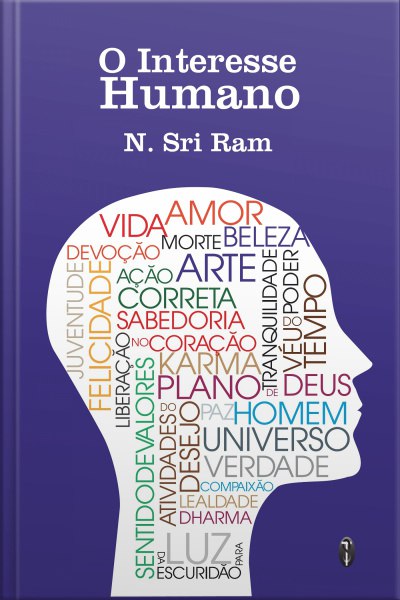 O Interesse
Humano
N. Sri Ram
VIDA
AMOR
MORTE
BELEZA
DEVOÇÃO
AÇÃO
ARTE
CORRETA
SABEDORIA
NO CORAÇÃO
KARMA
PLANO DE DEUS
JUVENTUDE
FELICIDADE
LIBERAÇÃO
TRANQUILIDADE
VÉU DO PODER
TEMPO
SENTIDO DE VALORES
ATIVIDADES DO
DESEJO
PAZ
HOMEM
UNIVERSO
VERDADE
COMPAIXÃO
LEALDADE
DHARMA
DA
ESCURIDÃO
PARA
LUZ